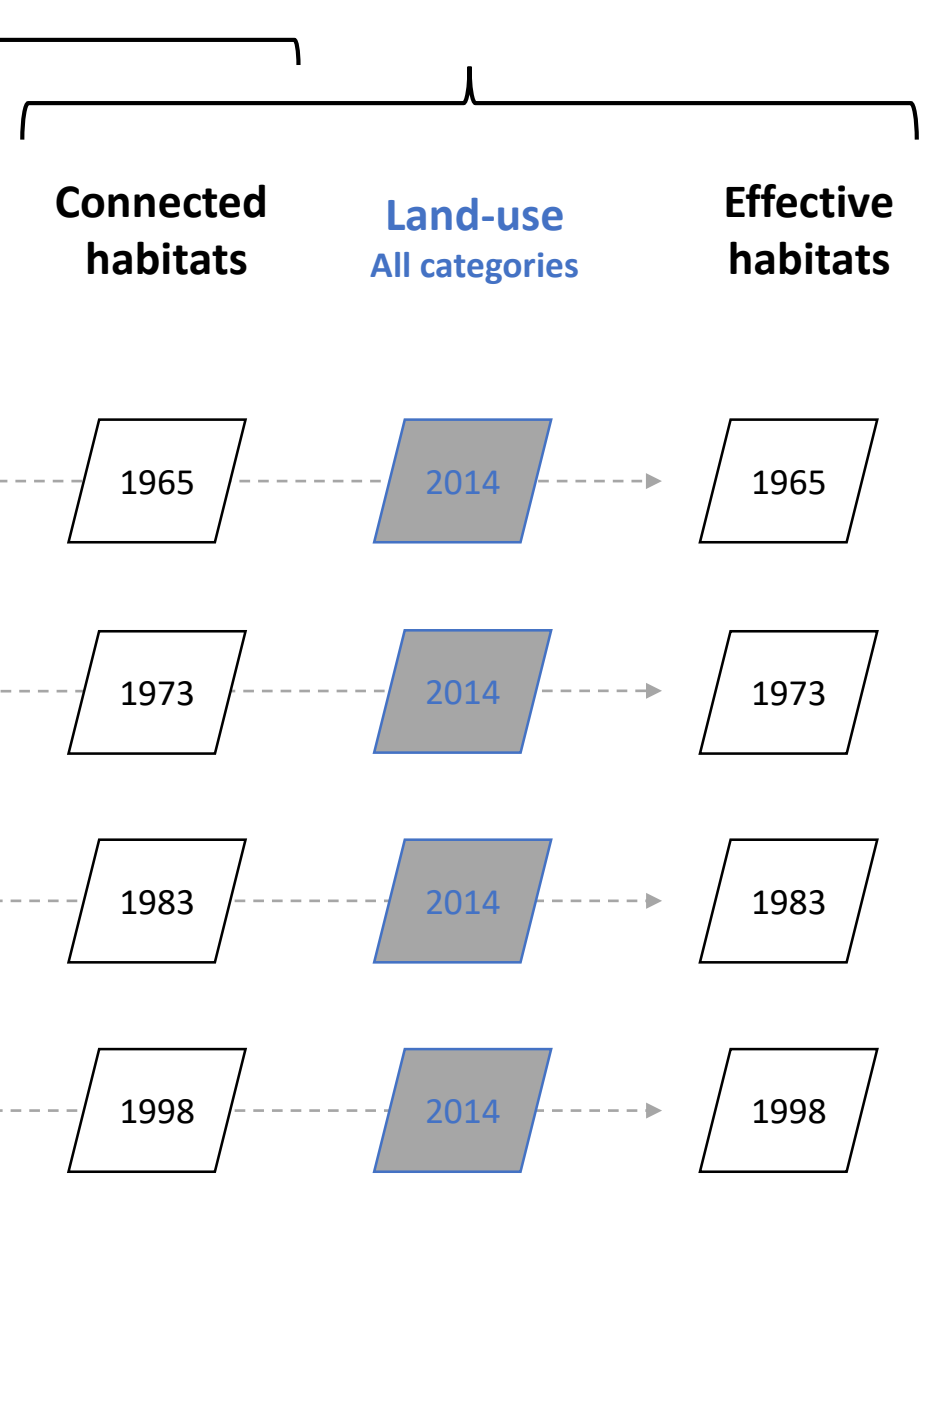 Connected
habitats
Land-use
All categories
Effective
habitats
1965
2014
1965
1973
2014
1973
1983
2014
1983
1998
2014
1998